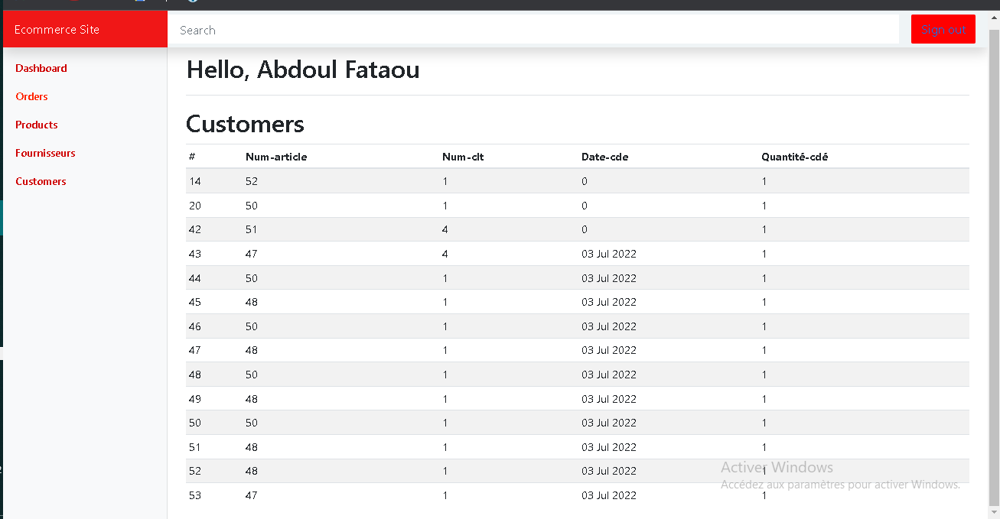 Ecommerce Site
Search
Sign out
Dashboard
Orders
Products
Fournisseurs
Customers
Hello, Abdoul Fataou
Customers
# Num-article Num-clt Date-cde Quantité-cdé
14 52 1 0 1
20 50 1 0 1
42 51 4 0 1
43 47 4 03 Jul 2022 1
44 50 1 03 Jul 2022 1
45 48 1 03 Jul 2022 1
46 50 1 03 Jul 2022 1
47 48 1 03 Jul 2022 1
48 50 1 03 Jul 2022 1
49 48 1 03 Jul 2022 1
50 50 1 03 Jul 2022 1
51 48 1 03 Jul 2022 1
52 48 1 03 Jul 2022 1
53 47 1 03 Jul 2022 1
Activer Windows
Accédez aux paramètres pour activer Windows.